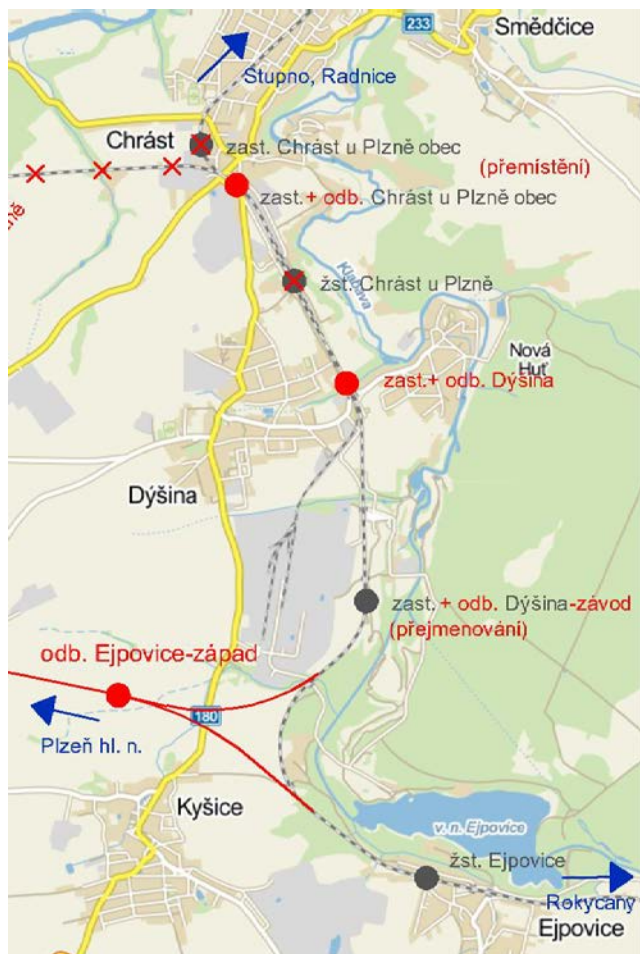 233
Smědčice
Stupno, Radnice
Chrást
zast. Chrást u Plzně obec
(přemístění)
zast.+ odb. Chrást u Plzně obec
Klabava
žst. Chrást u Plzně
Nová
Huť
zast.+ odb. Dýšina
Dýšina
zast. + odb. Dýšina-závod
(přejmenování)
odb. Ejpovice-západ
180
Plzeň hl. n.
Kyšice
v. n. Ejpovice
žst. Ejpovice
Rokycany
Ejpovice